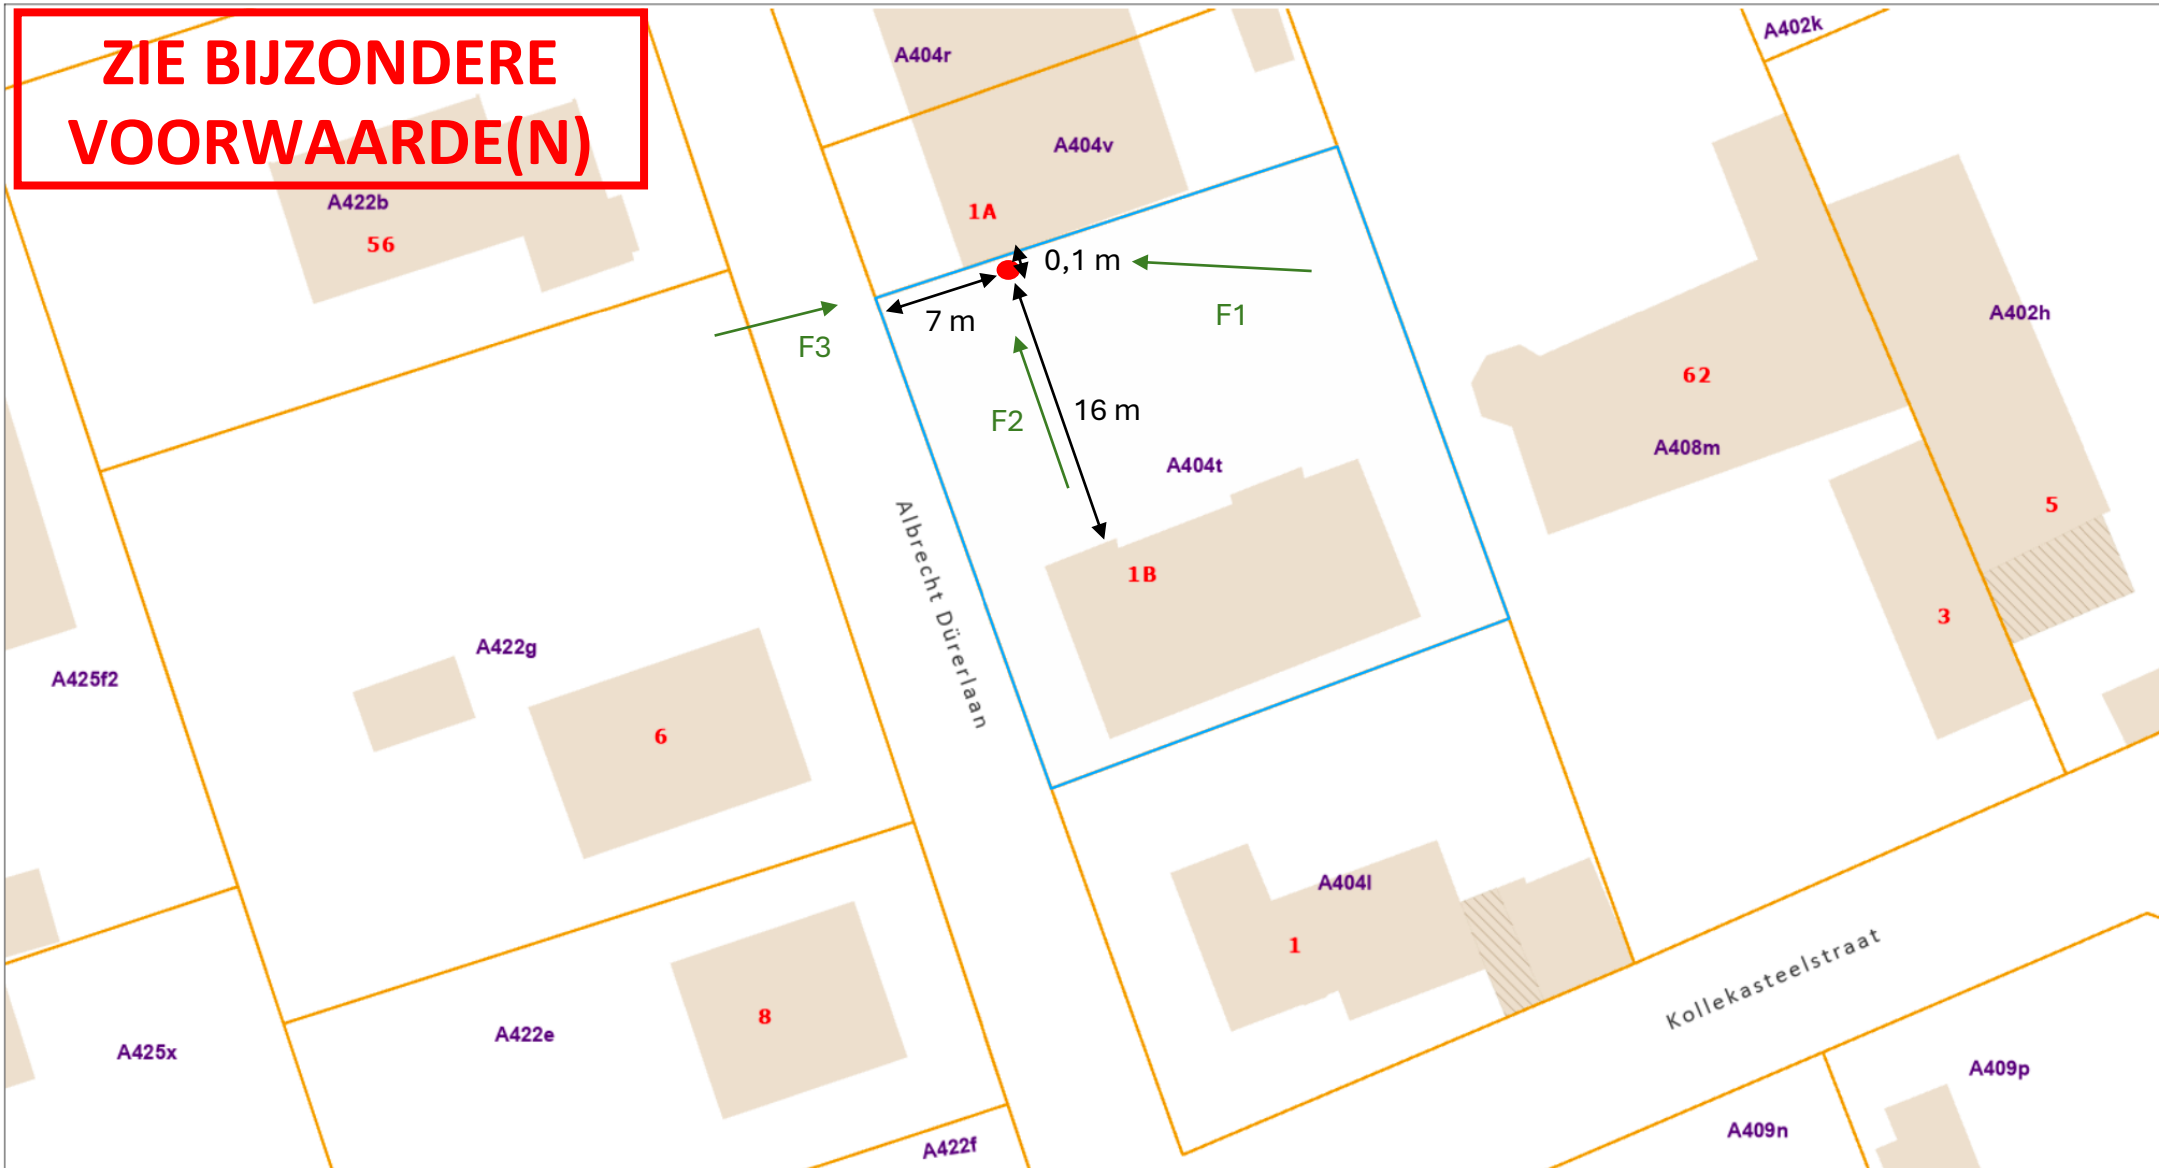 ZIE BIJZONDERE
VOORWAARDE(N)
A402k
A404r
A404v
A422b
1A
56
0,1 m
F1
7 m
F3
A402h
62
16 m
F2
A408m
A404t
5
Albrecht Dürerlaan
1B
3
A422g
A425f2
6
A404l
1
Kollekasteelstraat
8
A422e
A425x
A409p
A409n
A422f